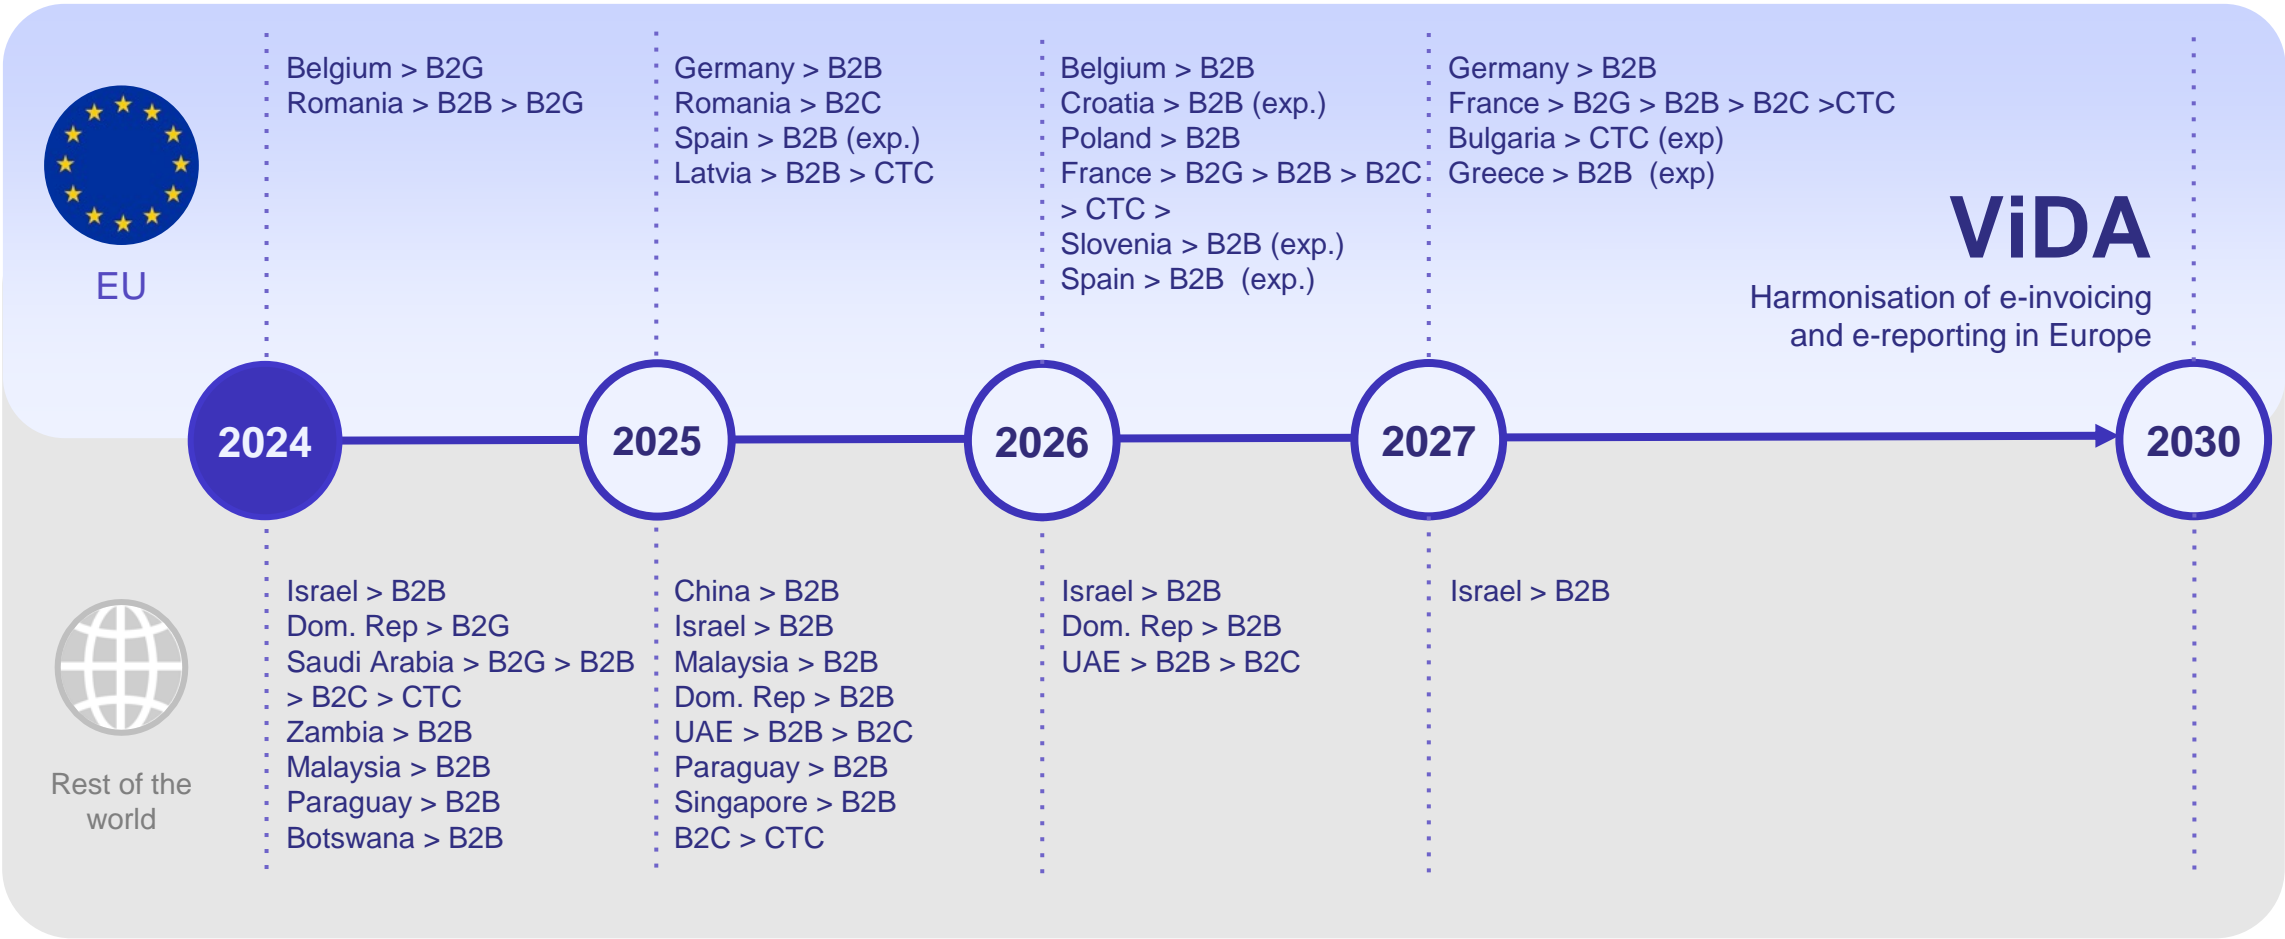 Belgium > B2G
Romania > B2B > B2G
Germany > B2B
Romania > B2C
Spain > B2B (exp.)
Latvia > B2B > CTC
Belgium > B2B
Croatia > B2B (exp.)
Poland > B2B
France > B2G > B2B > B2C
> CTC >
Slovenia > B2B (exp.)
Spain > B2B  (exp.)
Germany > B2B
France > B2G > B2B > B2C >CTC
Bulgaria > CTC (exp)
Greece > B2B  (exp)
EU
ViDA
Harmonisation of e-invoicing
and e-reporting in Europe
2024
2025
2026
2027
2030
Rest of the
world
Israel > B2B
Dom. Rep > B2G
Saudi Arabia > B2G > B2B
> B2C > CTC
Zambia > B2B
Malaysia > B2B
Paraguay > B2B
Botswana > B2B
China > B2B
Israel > B2B
Malaysia > B2B
Dom. Rep > B2B
UAE > B2B > B2C
Paraguay > B2B
Singapore > B2B
B2C > CTC
Israel > B2B
Dom. Rep > B2B
UAE > B2B > B2C
Israel > B2B